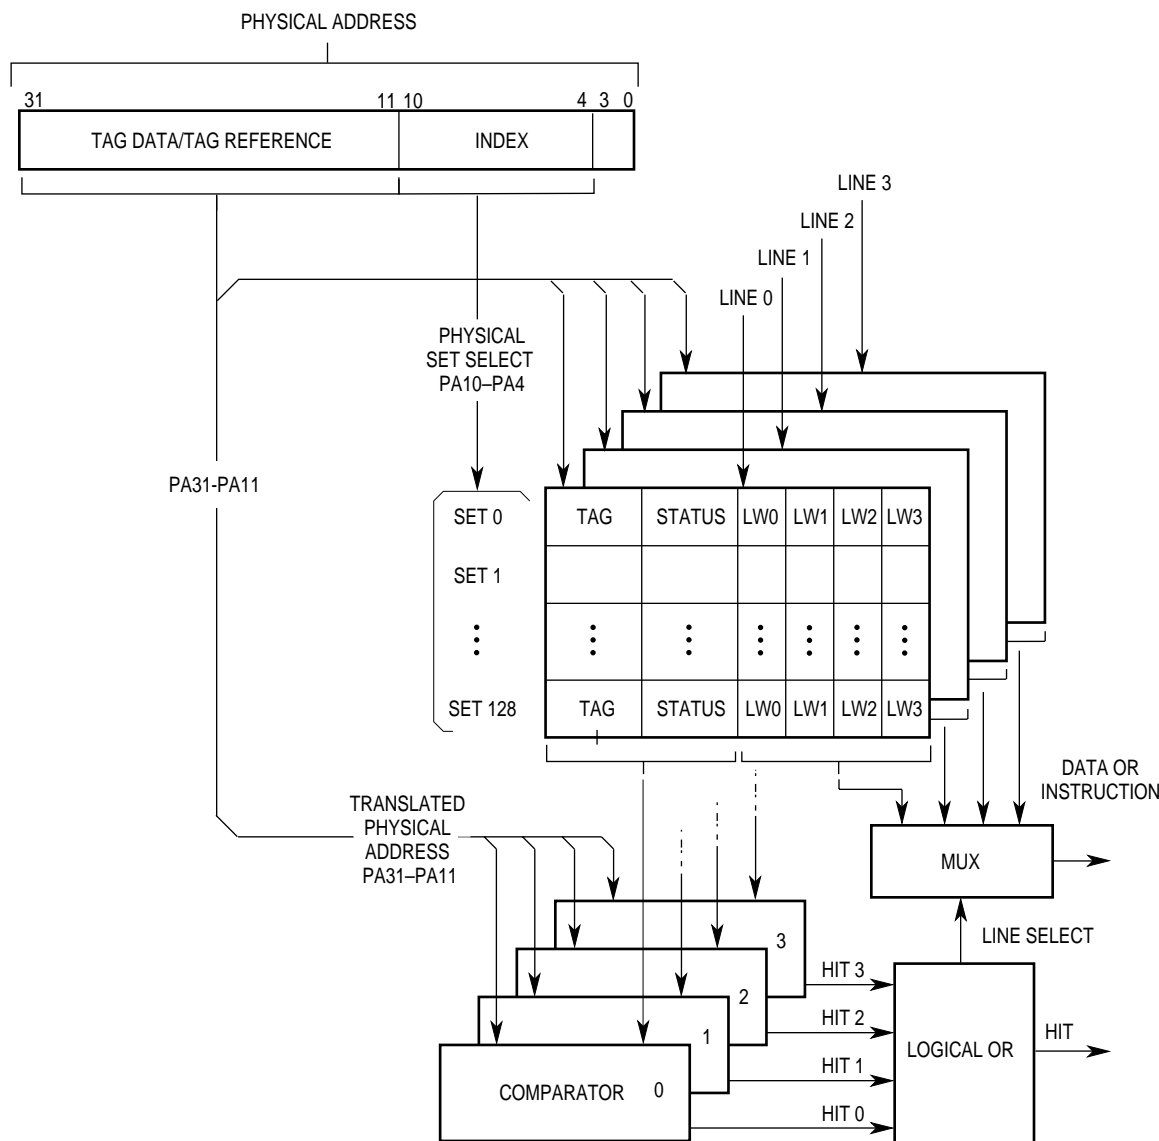 PHYSICAL ADDRESS
31 11 10 4 3 0
TAG DATA/TAG REFERENCE INDEX
LINE 3
LINE 2
LINE 1
LINE 0
PHYSICAL
SET SELECT
PA10–PA4
PA31-PA11
SET 0 TAG STATUS LW0 LW1 LW2 LW3
SET 1
SET 128 TAG STATUS LW0 LW1 LW2 LW3
DATA OR
INSTRUCTION
TRANSLATED
PHYSICAL
ADDRESS
PA31–PA11
MUX
LINE SELECT
3
HIT 3
2
HIT 2
1
HIT 1
LOGICAL OR
HIT
COMPARATOR 0
HIT 0